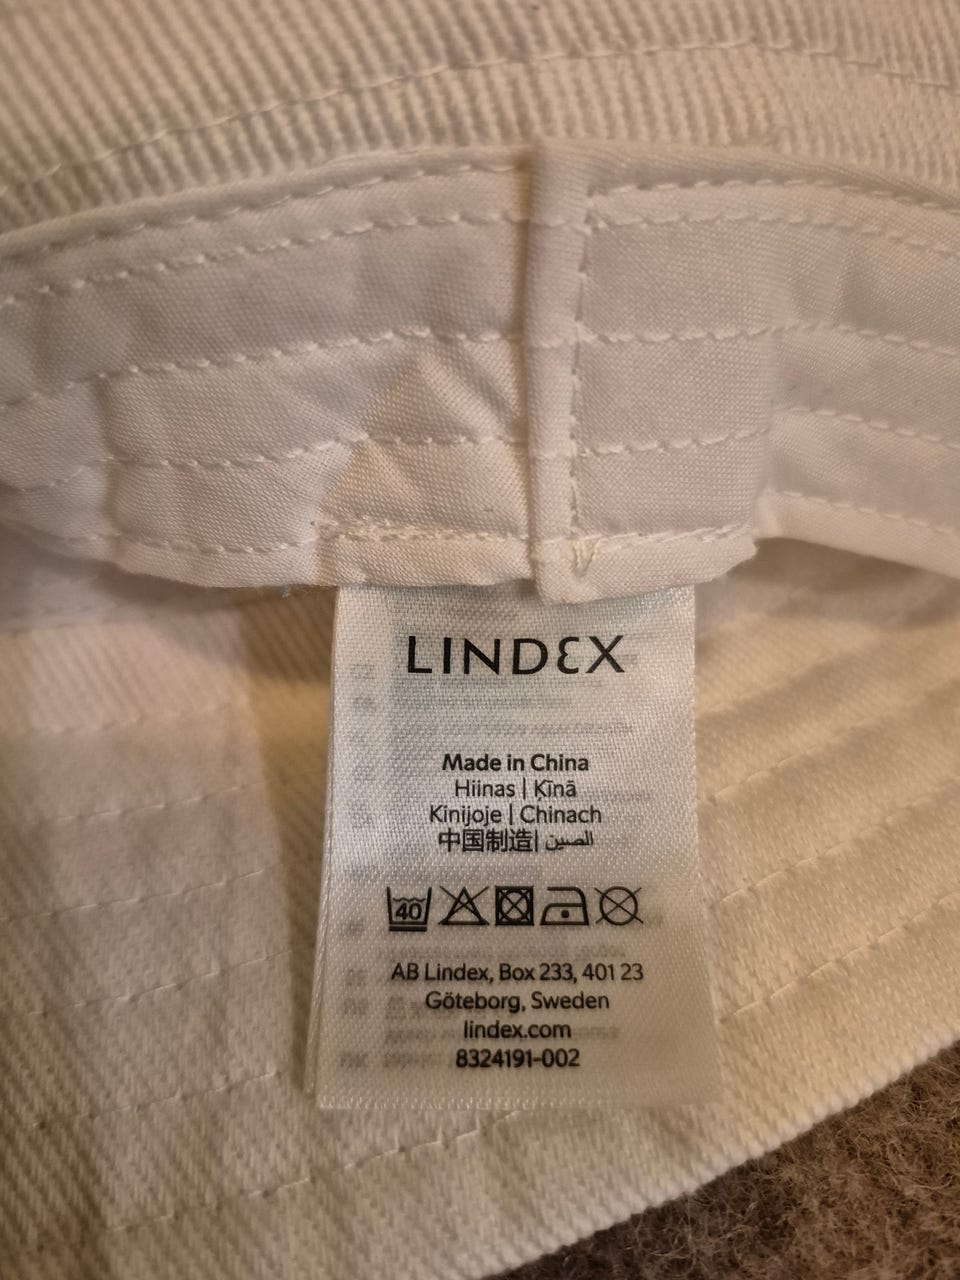 LINDEX
Made in China
Hiinas | Ķīnā
Kinijoje | Chinach
中国制造| الصين
40
AB Lindex, Box 233, 401 23
Göteborg, Sweden
lindex.com
8324191-002